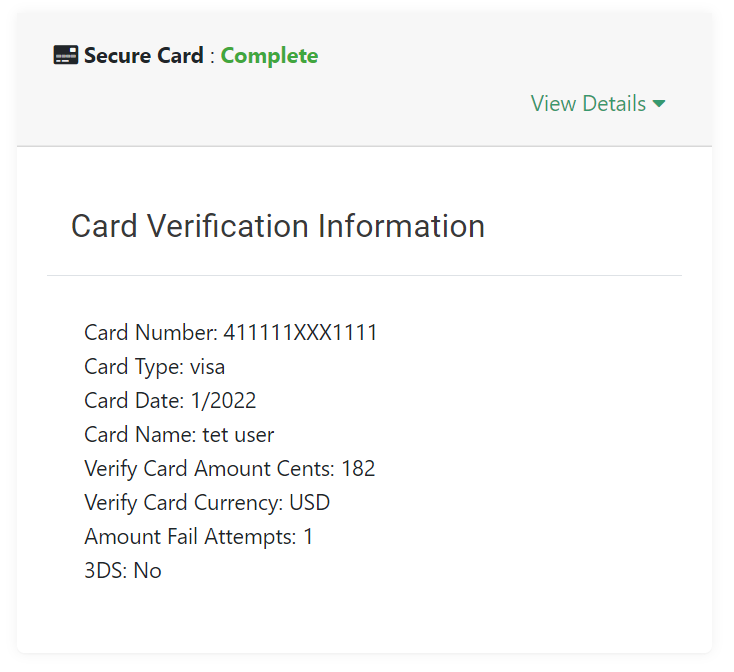 Secure Card : Complete
View Details
Card Verification Information
Card Number: 411111XXX1111
Card Type: visa
Card Date: 1/2022
Card Name: tet user
Verify Card Amount Cents: 182
Verify Card Currency: USD
Amount Fail Attempts: 1
3DS: No